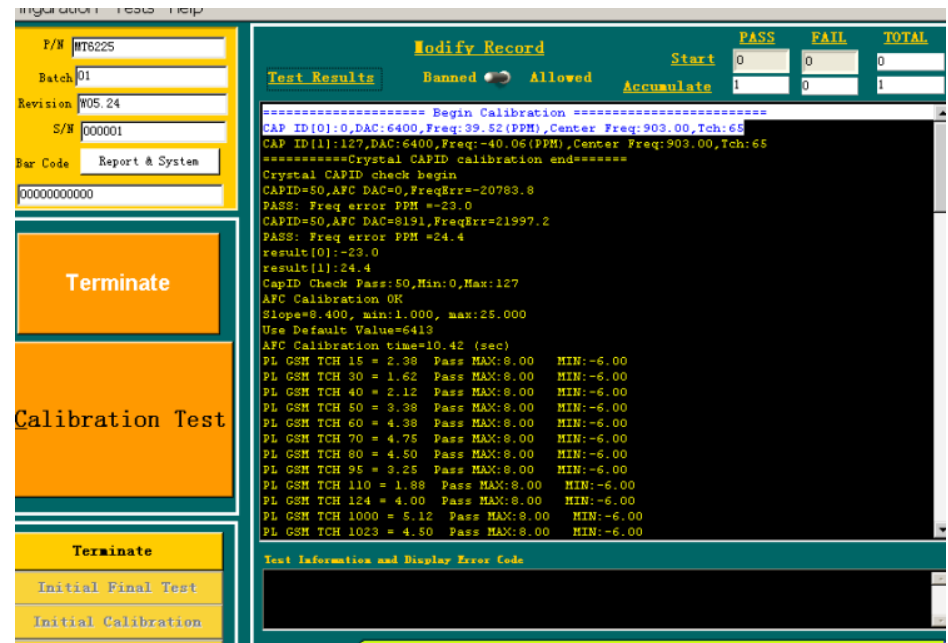 P/N MT6225
Batch 01
Revision W05.24
S/N 000001
Bar Code Report & System
00000000000
Terminate
Calibration Test
Terminate
Initial Final Test
Initial Calibration
Modify Record
Test Results Banned Allowed
PASS FAIL TOTAL
Start 0 0 0
Accumulate 1 0 1
===================== Begin Calibration =========================
CAP ID[0]:0,DAC:6400,Freq:39.52(PPM),Center Freq:903.00,Tch:65
CAP ID[1]:127,DAC:6400,Freq:-40.06(PPM),Center Freq:903.00,Tch:65
===========Crystal CAPID calibration end=======
Crystal CAPID check begin
CAPID=50,AFC DAC=0,FreqErr=-20783.8
PASS: Freq error PPM =-23.0
CAPID=50,AFC DAC=8191,FreqErr=21997.2
PASS: Freq error PPM =24.4
result[0]:-23.0
result[1]:24.4
CapID Check Pass:50,Min:0,Max:127
AFC Calibration OK
Slope=8.400, min:1.000, max:25.000
Use Default Value=6413
AFC Calibration time=10.42 (sec)
PL GSM TCH 15 = 2.38 Pass MAX:8.00 MIN:-6.00
PL GSM TCH 30 = 1.62 Pass MAX:8.00 MIN:-6.00
PL GSM TCH 40 = 2.12 Pass MAX:8.00 MIN:-6.00
PL GSM TCH 50 = 3.38 Pass MAX:8.00 MIN:-6.00
PL GSM TCH 60 = 4.38 Pass MAX:8.00 MIN:-6.00
PL GSM TCH 70 = 4.75 Pass MAX:8.00 MIN:-6.00
PL GSM TCH 80 = 4.50 Pass MAX:8.00 MIN:-6.00
PL GSM TCH 95 = 3.25 Pass MAX:8.00 MIN:-6.00
PL GSM TCH 110 = 1.88 Pass MAX:8.00 MIN:-6.00
PL GSM TCH 124 = 4.00 Pass MAX:8.00 MIN:-6.00
PL GSM TCH 1000 = 5.12 Pass MAX:8.00 MIN:-6.00
PL GSM TCH 1023 = 4.50 Pass MAX:8.00 MIN:-6.00
Test Information and Display Error Code